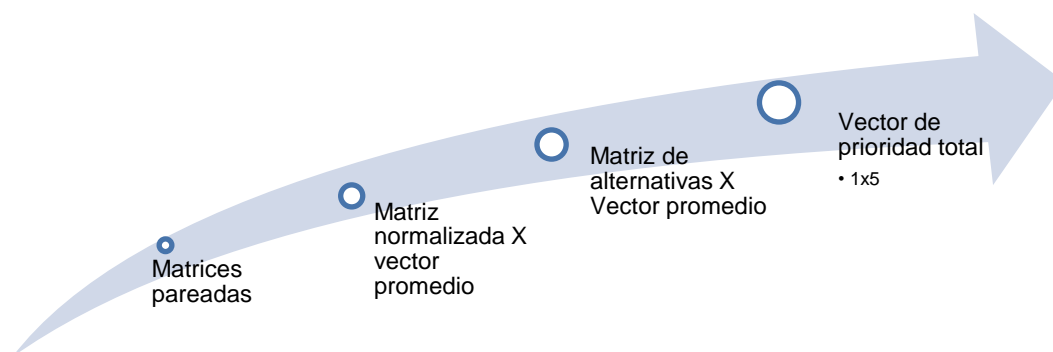 Matrices
pareadas
Matriz
normalizada X
vector
promedio
Matriz de
alternativas X
Vector promedio
Vector de
prioridad total
• 1x5